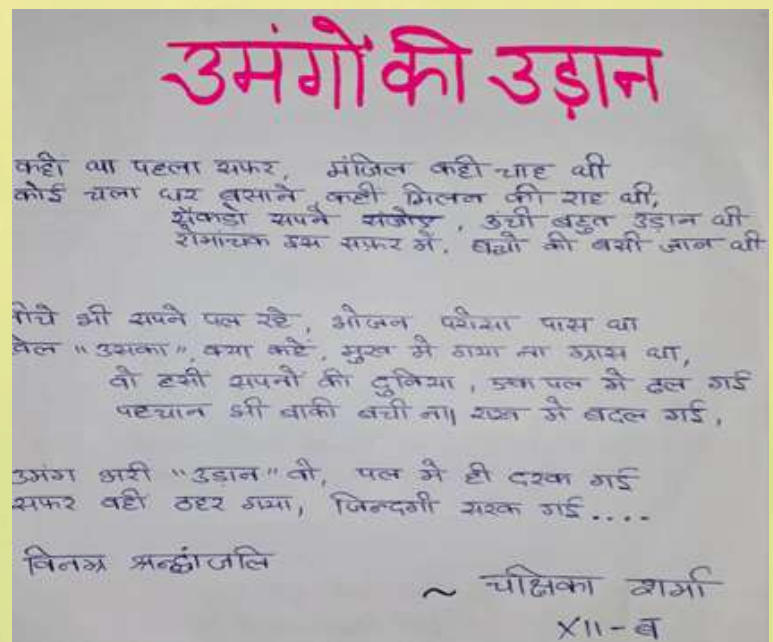 उमंगों की उड़ान
कही था पहला सफर, मंजिल कही चाह थी
कोई चला घर बसाने, कही मिलन की राह थी,
सैंकडो सपने संजोए, उची बहुत उड़ान थी
रोमांचक इस सफ़र में, बच्चो की बसी जान थी
नीचे भी सपने पल रहे, भोजन परोसा पास था
खेल "उसका", क्या कहे, मुख मे गया ना ग्रास था,
वो हसी सपनो की दुनिया, इक पल मे ढल गई
पहचान भी बाकी बची ना, राख मे बदल गई,
उमंग भरी "उड़ान" वो, पल मे ही दरक गई
सफर वही ठहर गया, जिन्दगी सरक गई ....
विनम्र श्रद्धांजलि
~ चक्षिका शर्मा
XII-ब